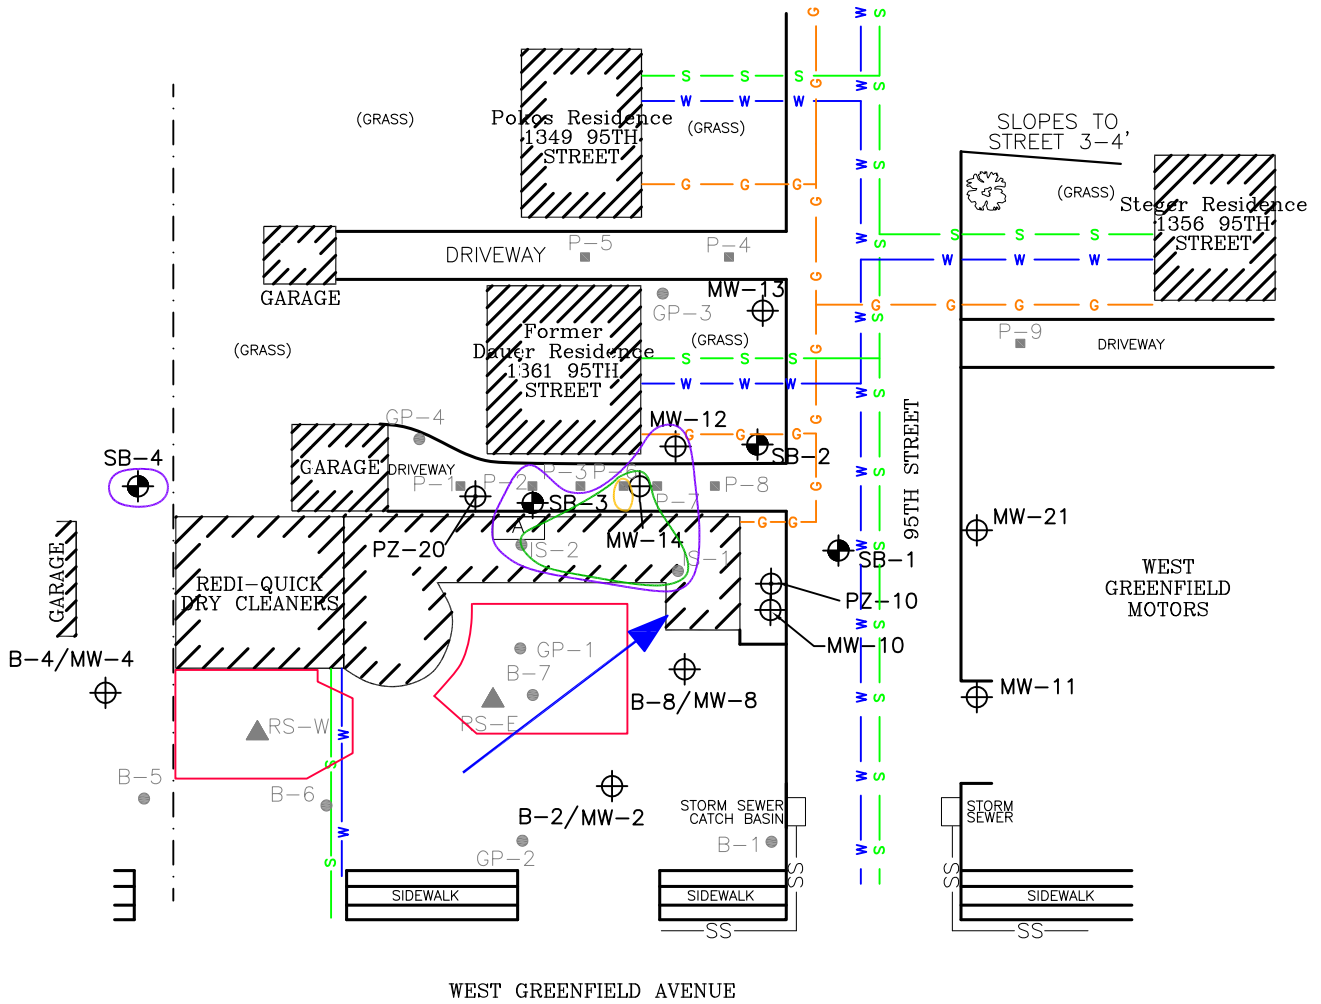 G
W
S
S
S
S
G
S
W
W
W
Pokos Residence
1349 95TH
STREET
(GRASS)
(GRASS)
SLOPES TO
STREET 3-4'
W
G
G
G
G
(GRASS)
Steger Residence
1356 95TH
STREET
P-5
P-4
DRIVEWAY
W
S
S
S
S
W
W
W
GARAGE
MW-13
GP-3
G
G
G
G
W
S
P-9
DRIVEWAY
(GRASS)
Former
Dauer Residence
1361 95TH
STREET
(GRASS)
G
S
S
S
W
W
W
W
S
GP-4
MW-12
G
G
G
G
SB-2
W
S
95TH STREET
SB-4
GARAGE
DRIVEWAY
P-1
P-2
P-3
P-6
P-7
P-8
W
S
G
SB-3
A
G
G
MW-21
PZ-20
IS-2
MW-14
IS-1
SB-1
W
S
GARAGE
REDI-QUICK
DRY CLEANERS
PZ-10
WEST
GREENFIELD
MOTORS
W
S
MW-10
B-4/MW-4
GP-1
B-7
B-8/MW-8
MW-11
RS-W
PS-E
W
S
W
S
B-5
B-6
W
S
B-2/MW-2
STORM SEWER
CATCH BASIN
STORM
SEWER
W
S
GP-2
B-1
W
S
SS
SS
SIDEWALK
SIDEWALK
SIDEWALK
SS
SS
WEST GREENFIELD AVENUE